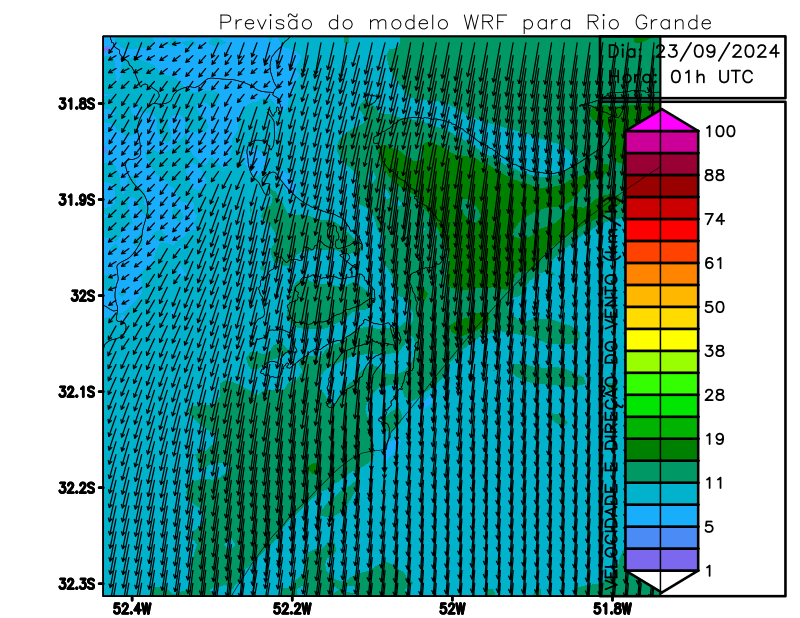 Previsão do modelo WRF para Rio Grande
Dia: 23/09/2024
Hora: 01h UTC
31.8S
31.9S
32S
32.1S
32.2S
32.3S
52.4W
52.2W
52W
51.8W
VELOCIDADE E DIREÇÃO DO VENTO (km/h)
100
88
74
61
50
38
28
19
11
5
1